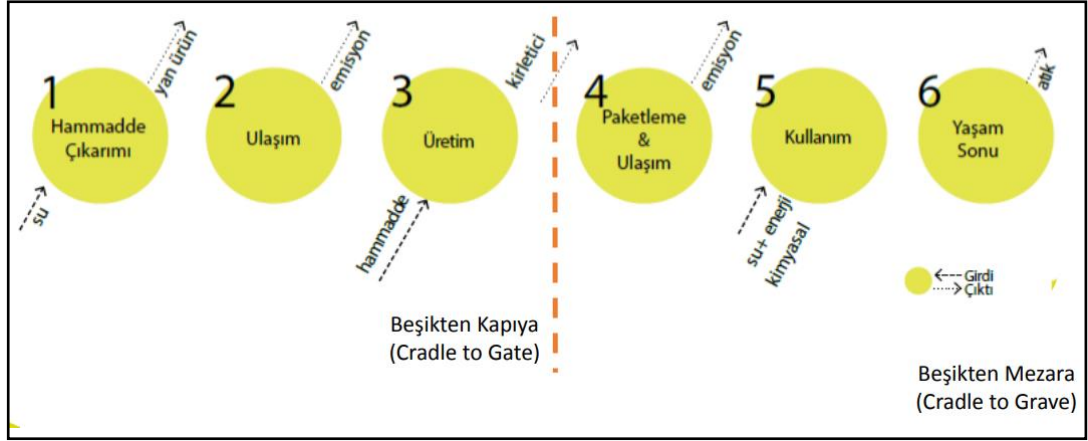 1
Hammadde
Çıkarımı
yan ürün
su
2
Ulaşım
emisyon
3
Üretim
kirletici
hammadde
4
Paketleme
&
Ulaşım
emisyon
5
Kullanım
su+ enerji
kimyasal
6
Yaşam
Sonu
atık
Girdi
Çıktı
Beşikten Kapıya
(Cradle to Gate)
Beşikten Mezara
(Cradle to Grave)